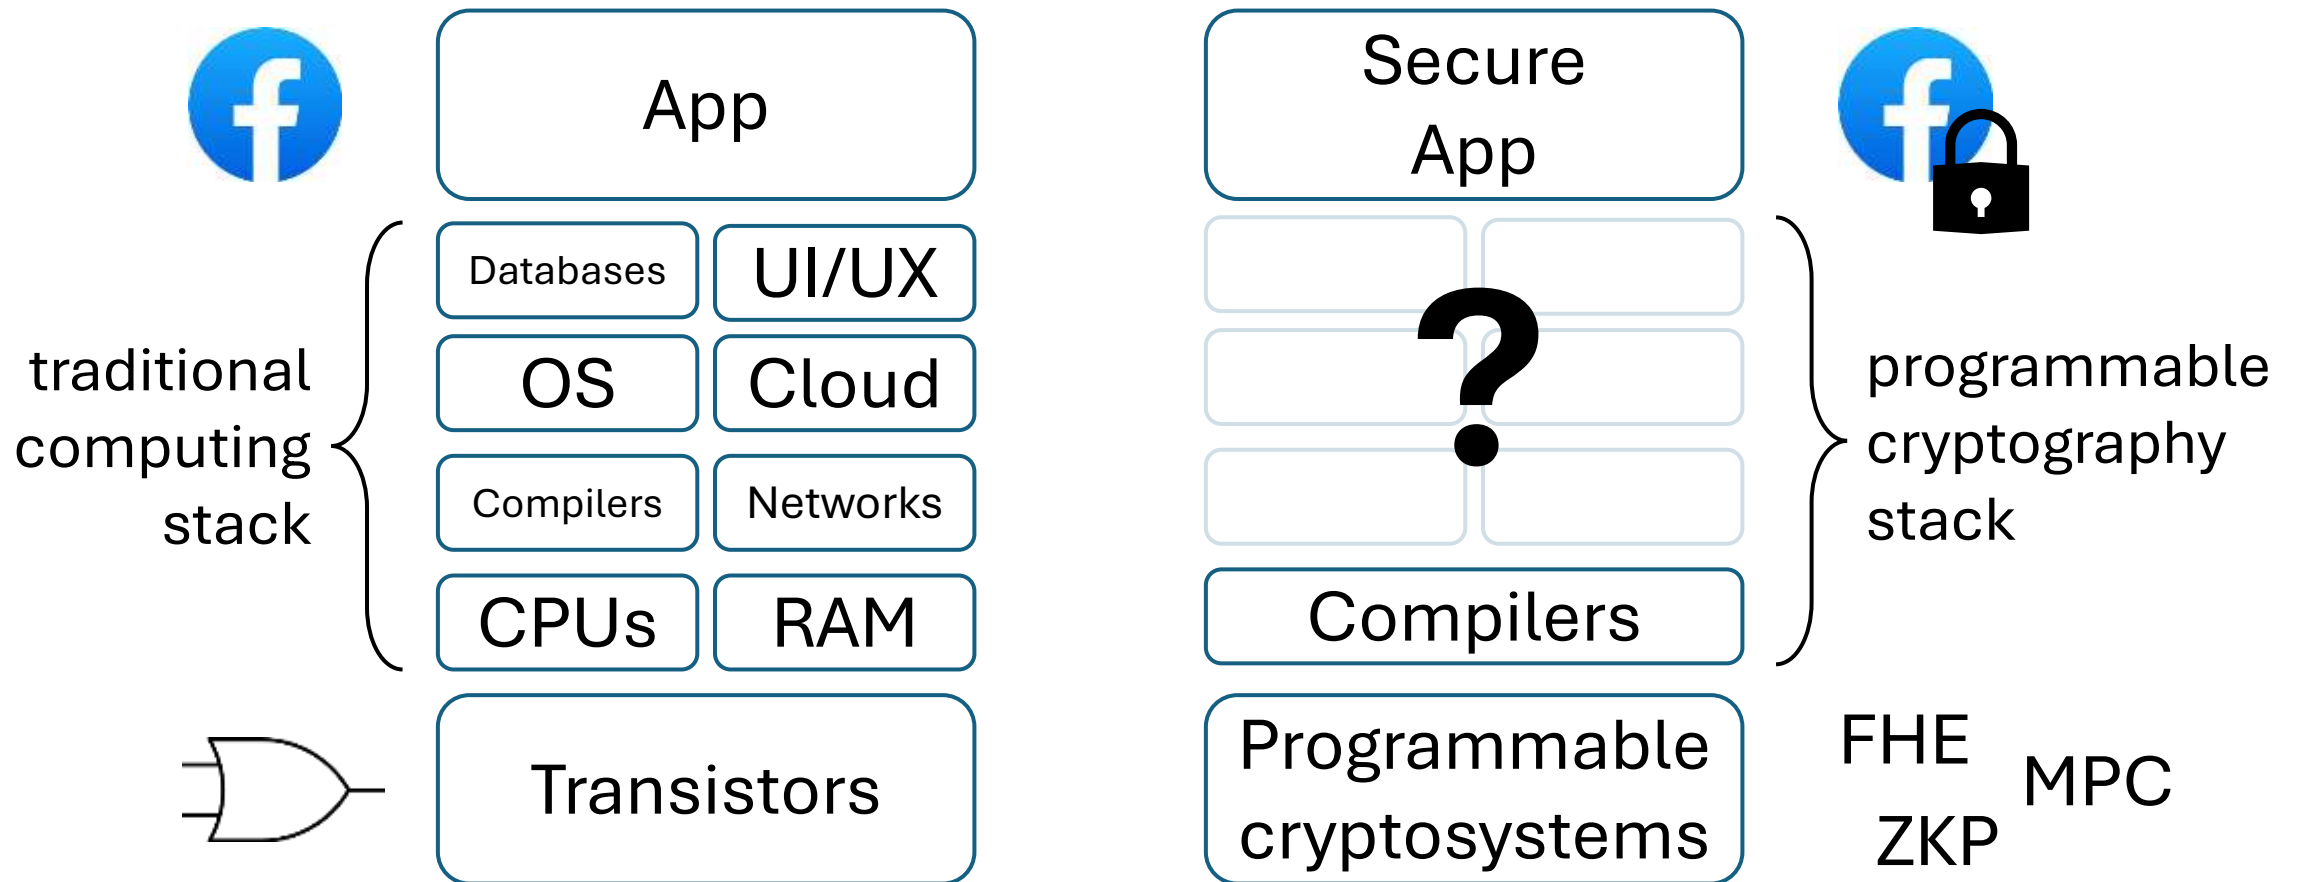 App
Databases
UI/UX
OS
Cloud
Compilers
Networks
CPUs
RAM
Transistors
traditional
computing
stack
Secure
App
?
Compilers
Programmable
cryptosystems
programmable
cryptography
stack
FHE
MPC
ZKP